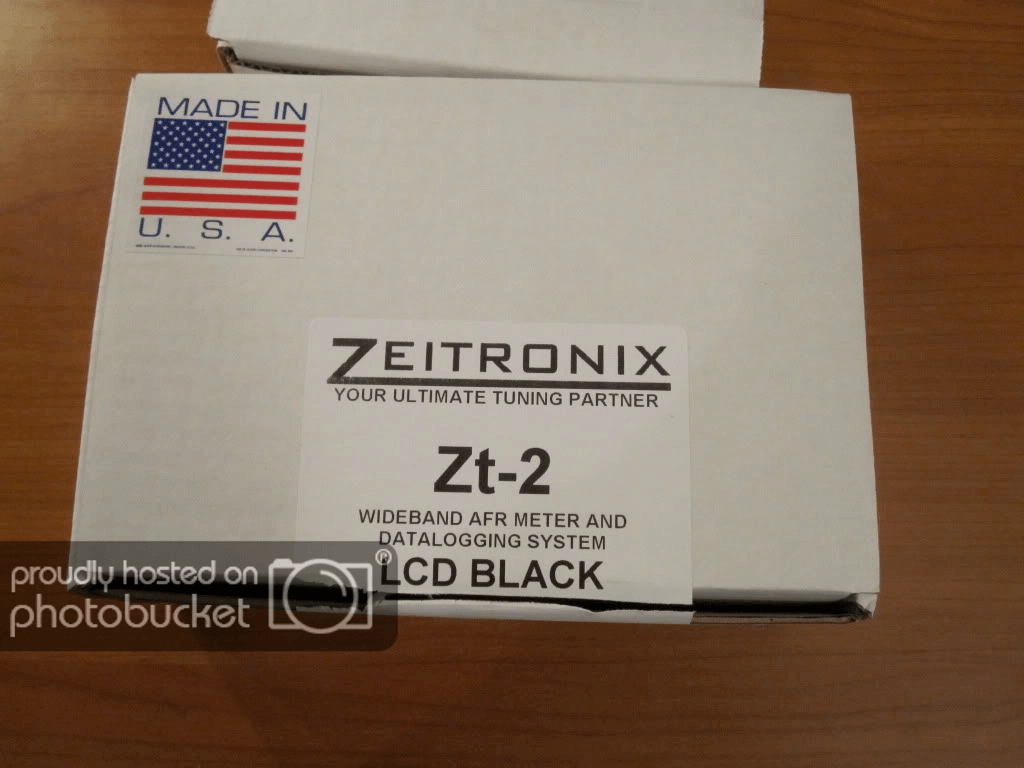 MADE IN
U. S. A.
ZEITRONIX
YOUR ULTIMATE TUNING PARTNER
Zt-2
WIDEBAND AFR METER AND
DATALOGGING SYSTEM
LCD BLACK
proudly hosted on
photobucket®